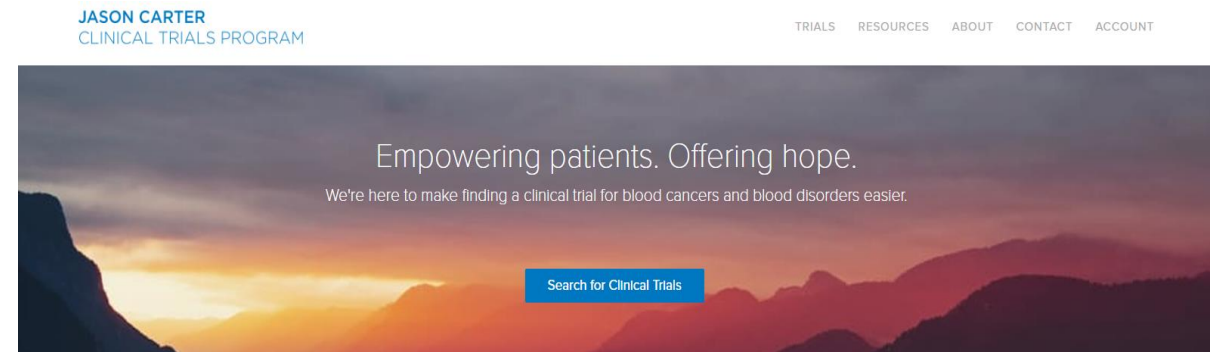 JASON CARTER
CLINICAL TRIALS PROGRAM
TRIALS RESOURCES ABOUT CONTACT ACCOUNT
Empowering patients. Offering hope.
We're here to make finding a clinical trial for blood cancers and blood disorders easier.
Search for Clinical Trials